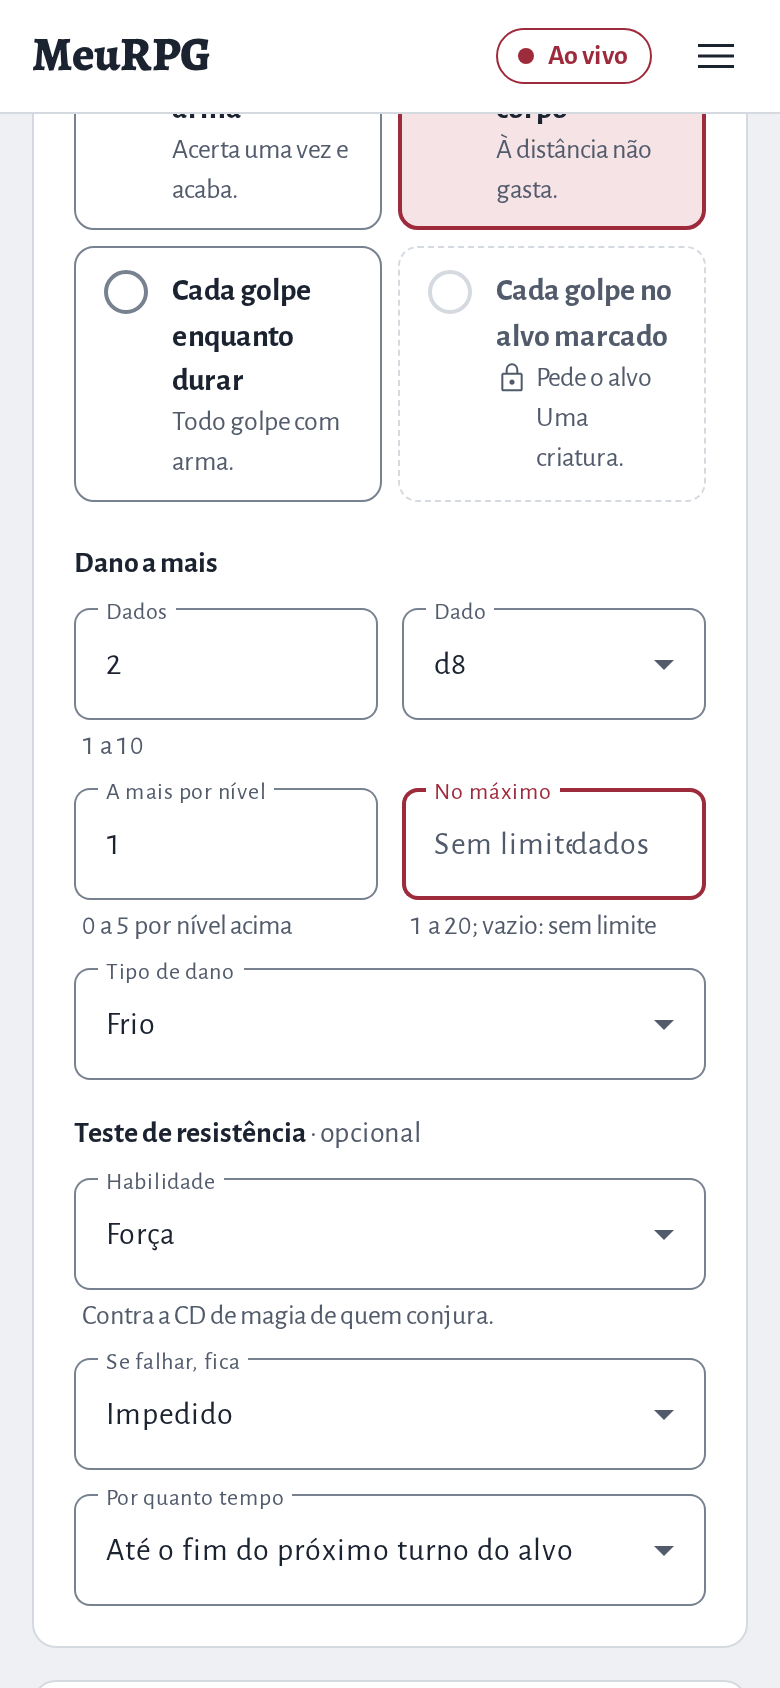 MeuRPG
Ao vivo
arma
corpo
Acerta uma vez e
acaba.
À distância não
gasta.
Cada golpe
enquanto
durar
Todo golpe com
arma.
Cada golpe no
alvo marcado
Pede o alvo
Uma
criatura.
Dano a mais
Dados
2
1 a 10
Dado
d8
A mais por nível
1
0 a 5 por nível acima
No máximo
Sem limite
dados
1 a 20; vazio: sem limite
Tipo de dano
Frio
Teste de resistência · opcional
Habilidade
Força
Contra a CD de magia de quem conjura.
Se falhar, fica
Impedido
Por quanto tempo
Até o fim do próximo turno do alvo